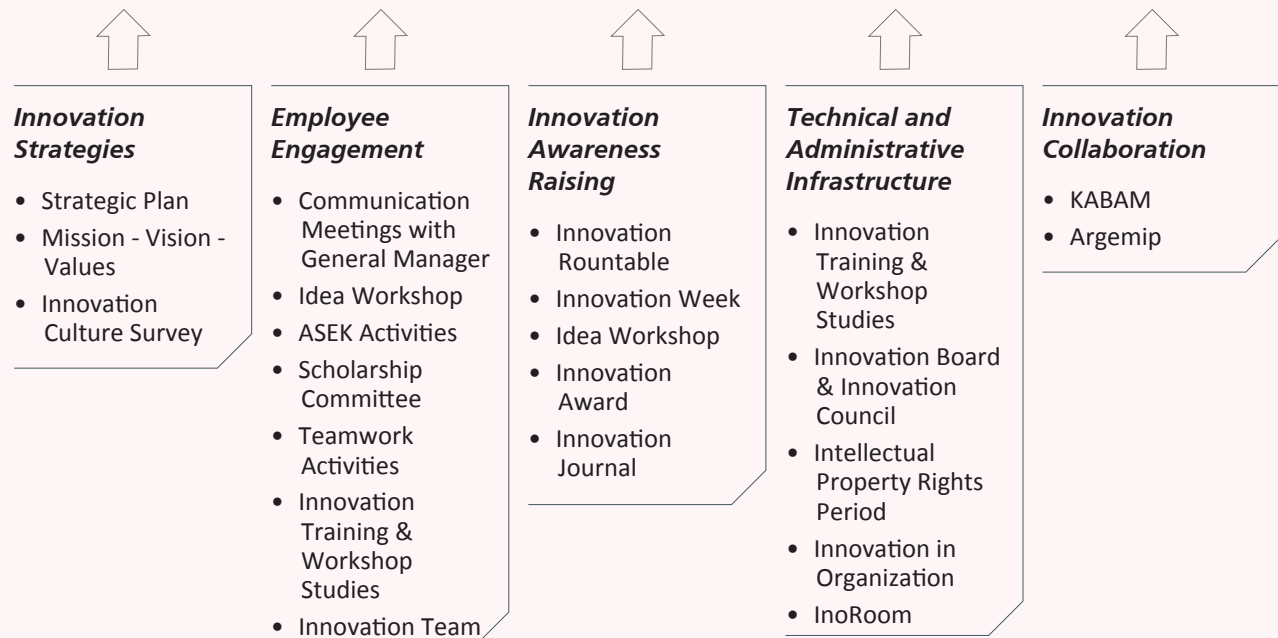 Innovation
Strategies
• Strategic Plan
• Mission - Vision -
Values
• Innovation
Culture Survey
Employee
Engagement
• Communication
Meetings with
General Manager
• Idea Workshop
• ASEK Activities
• Scholarship
Committee
• Teamwork
Activities
• Innovation
Training &
Workshop
Studies
• Innovation Team
Innovation
Awareness
Raising
• Innovation
Rountable
• Innovation Week
• Idea Workshop
• Innovation
Award
• Innovation
Journal
Technical and
Administrative
Infrastructure
• Innovation
Training &
Workshop
Studies
• Innovation Board
& Innovation
Council
• Intellectual
Property Rights
Period
• Innovation in
Organization
• InoRoom
Innovation
Collaboration
• KABAM
• Argemip